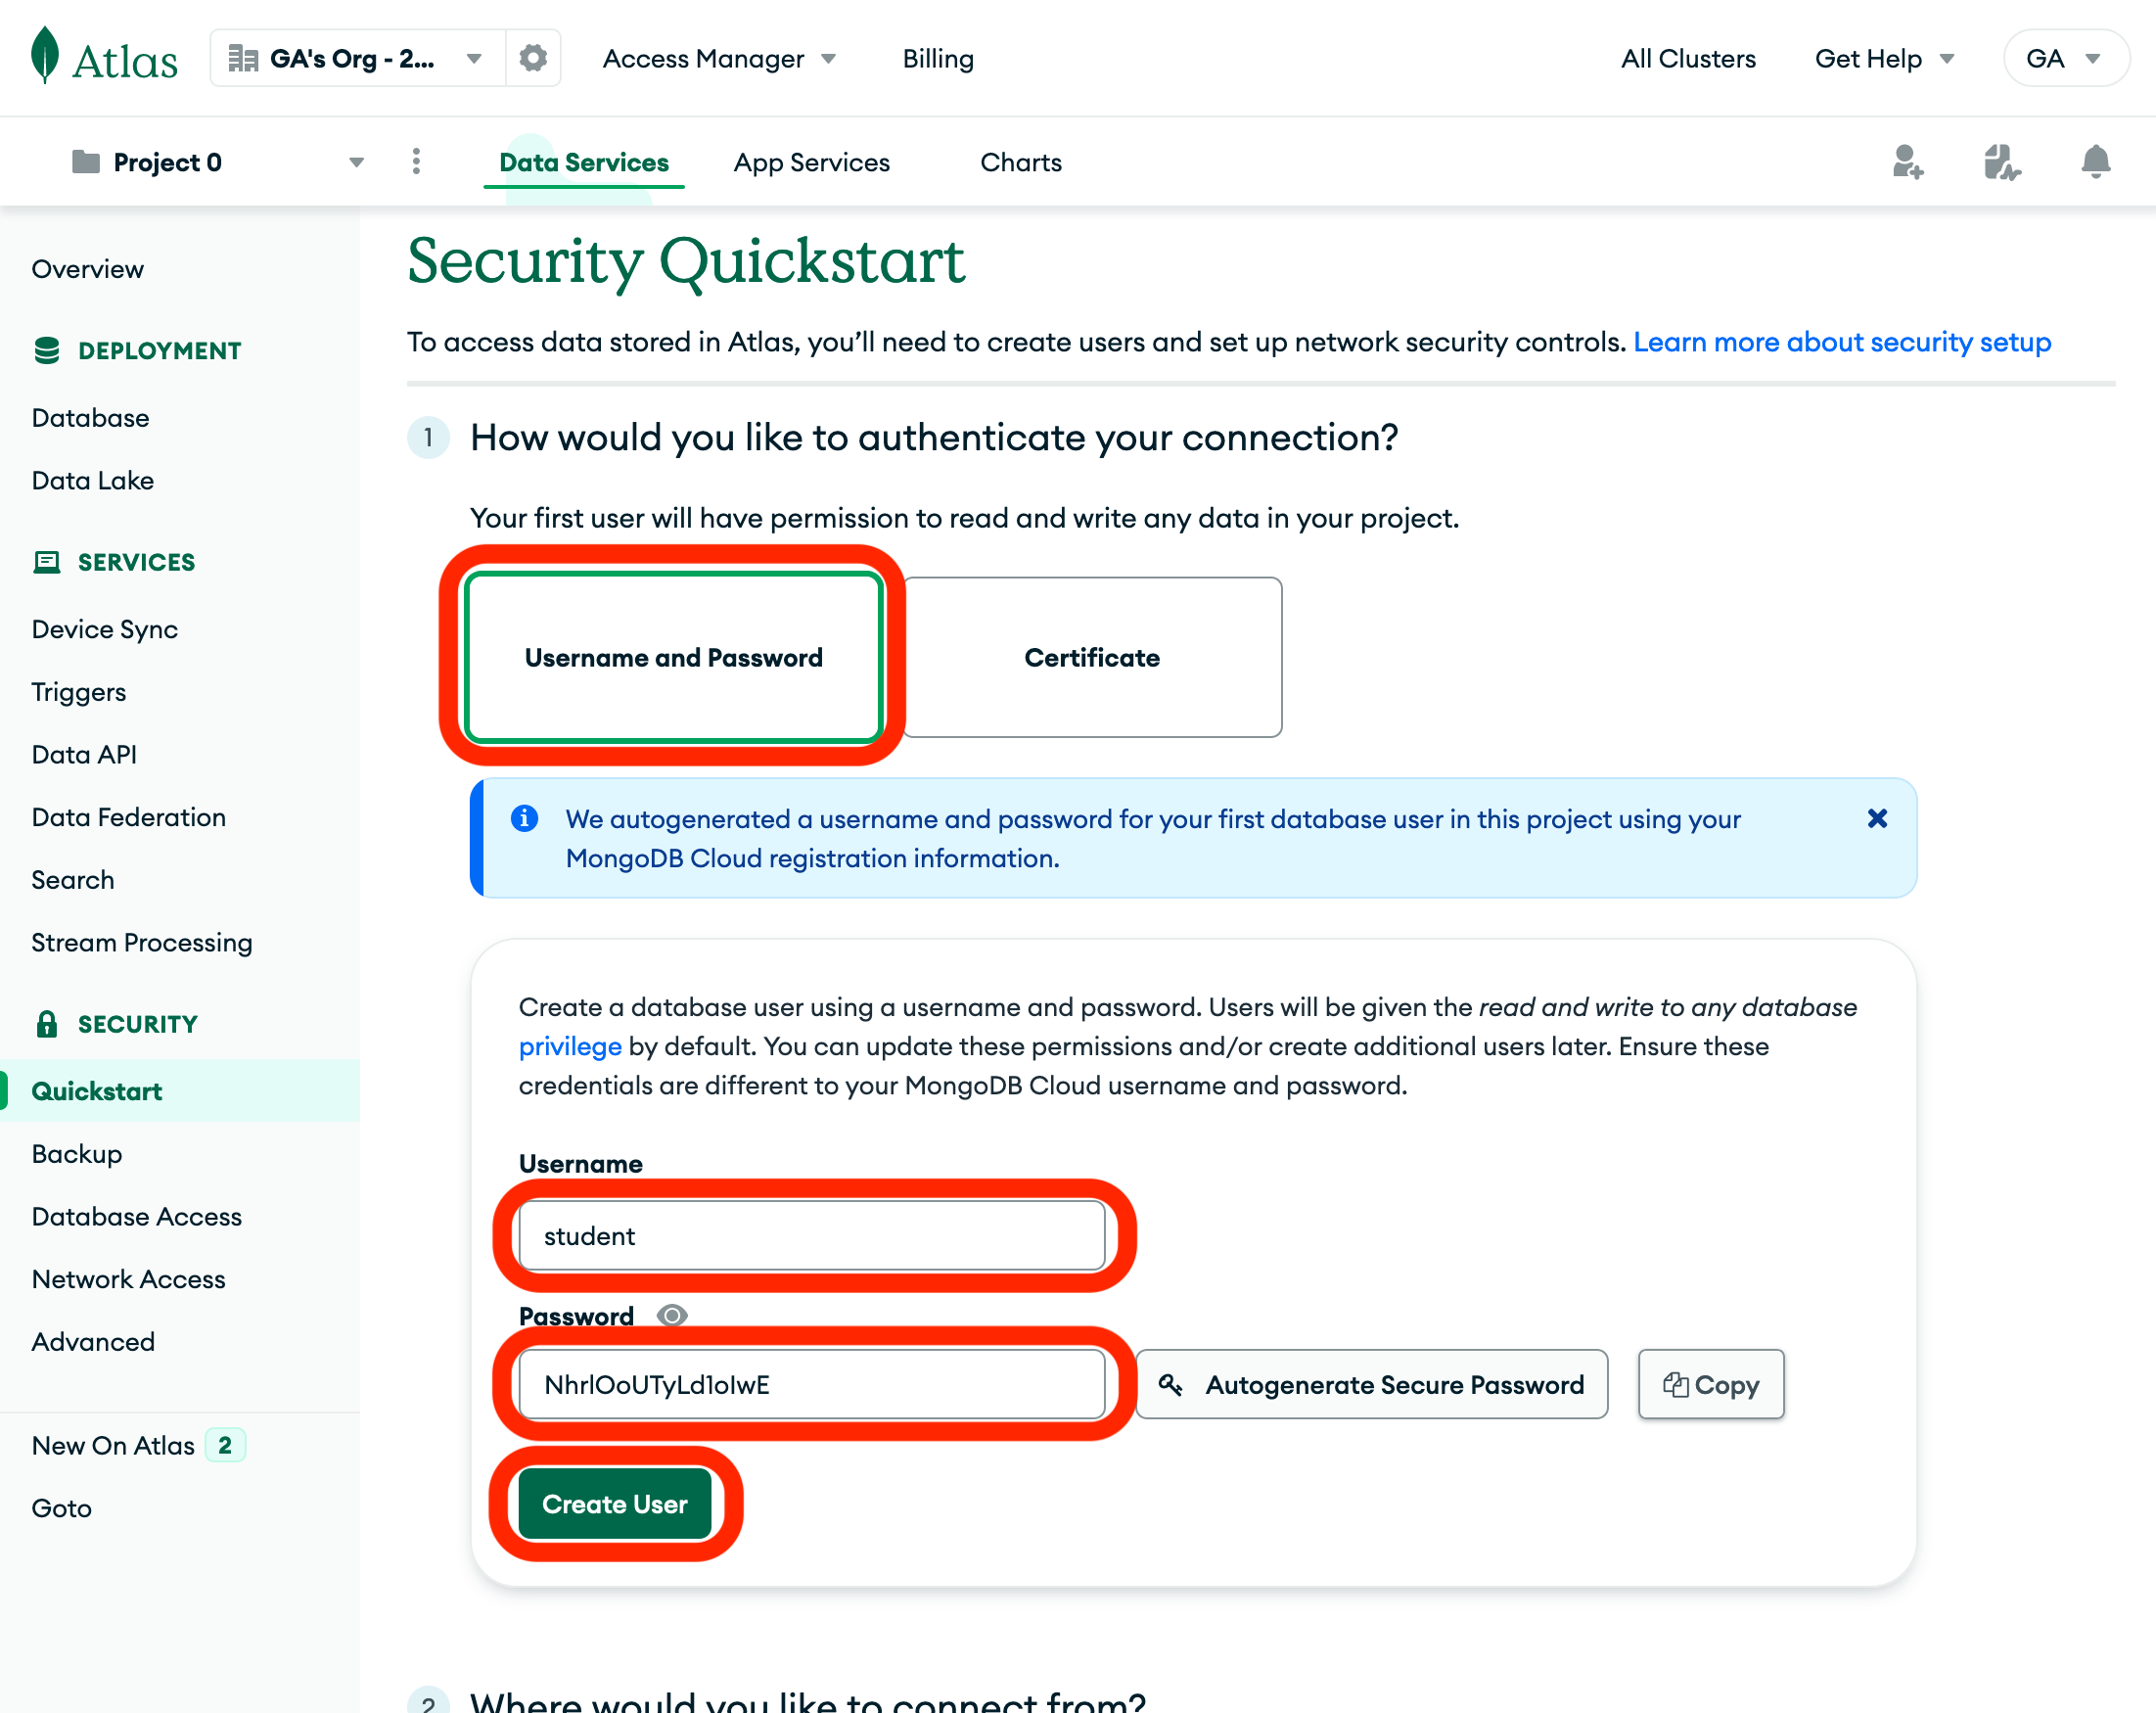 Atlas
GA's Org - 2...
Access Manager
Billing
All Clusters
Get Help
GA
Project 0
Data Services
App Services
Charts
Overview
DEPLOYMENT
Database
Data Lake
SERVICES
Device Sync
Triggers
Data API
Data Federation
Search
Stream Processing
SECURITY
Quickstart
Backup
Database Access
Network Access
Advanced
New On Atlas 2
Goto
Security Quickstart
To access data stored in Atlas, you’ll need to create users and set up network security controls. Learn more about security setup
1 How would you like to authenticate your connection?
Your first user will have permission to read and write any data in your project.
Username and Password
Certificate
We autogenerated a username and password for your first database user in this project using your
MongoDB Cloud registration information.
Create a database user using a username and password. Users will be given the read and write to any database
privilege by default. You can update these permissions and/or create additional users later. Ensure these
credentials are different to your MongoDB Cloud username and password.
Username
student
Password
NhrlOoUTyLd1oIwE
Autogenerate Secure Password
Copy
Create User
2 Where would you like to connect from?